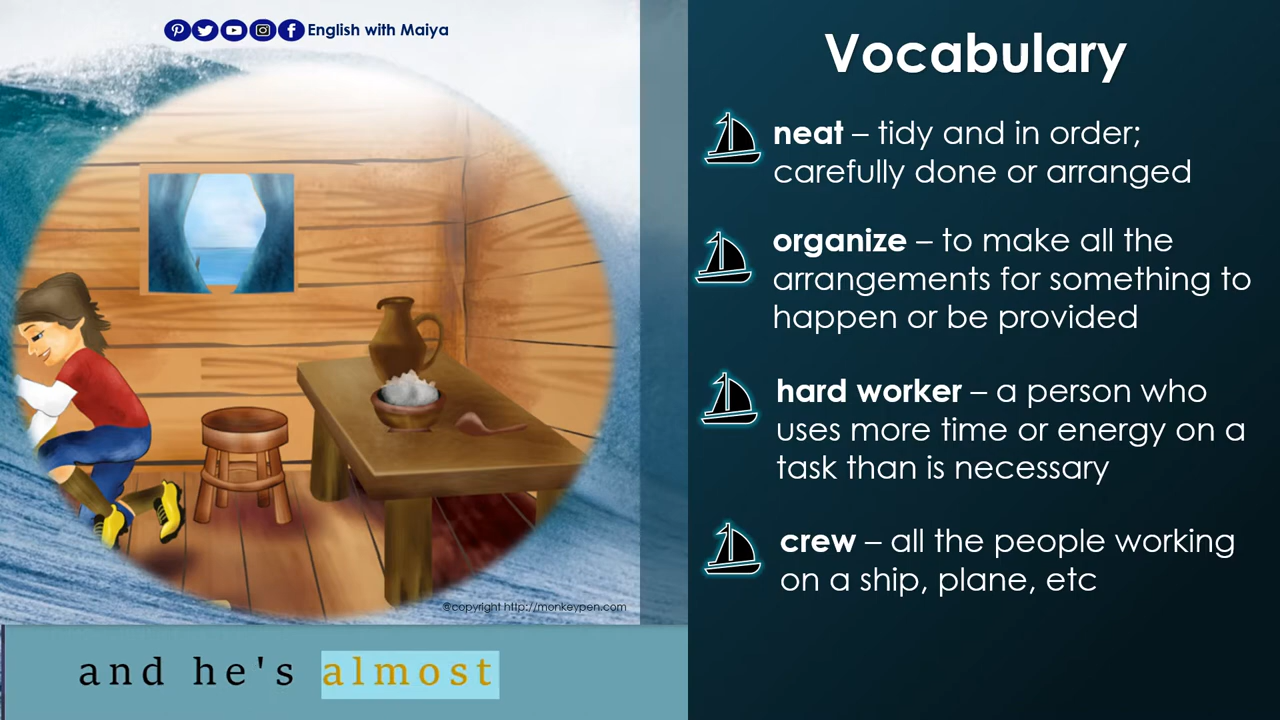 English with Maiya
©copyright http://monkeypen.com
and he's almost
Vocabulary
neat – tidy and in order;
carefully done or arranged
organize – to make all the
arrangements for something to
happen or be provided
hard worker – a person who
uses more time or energy on a
task than is necessary
crew – all the people working
on a ship, plane, etc